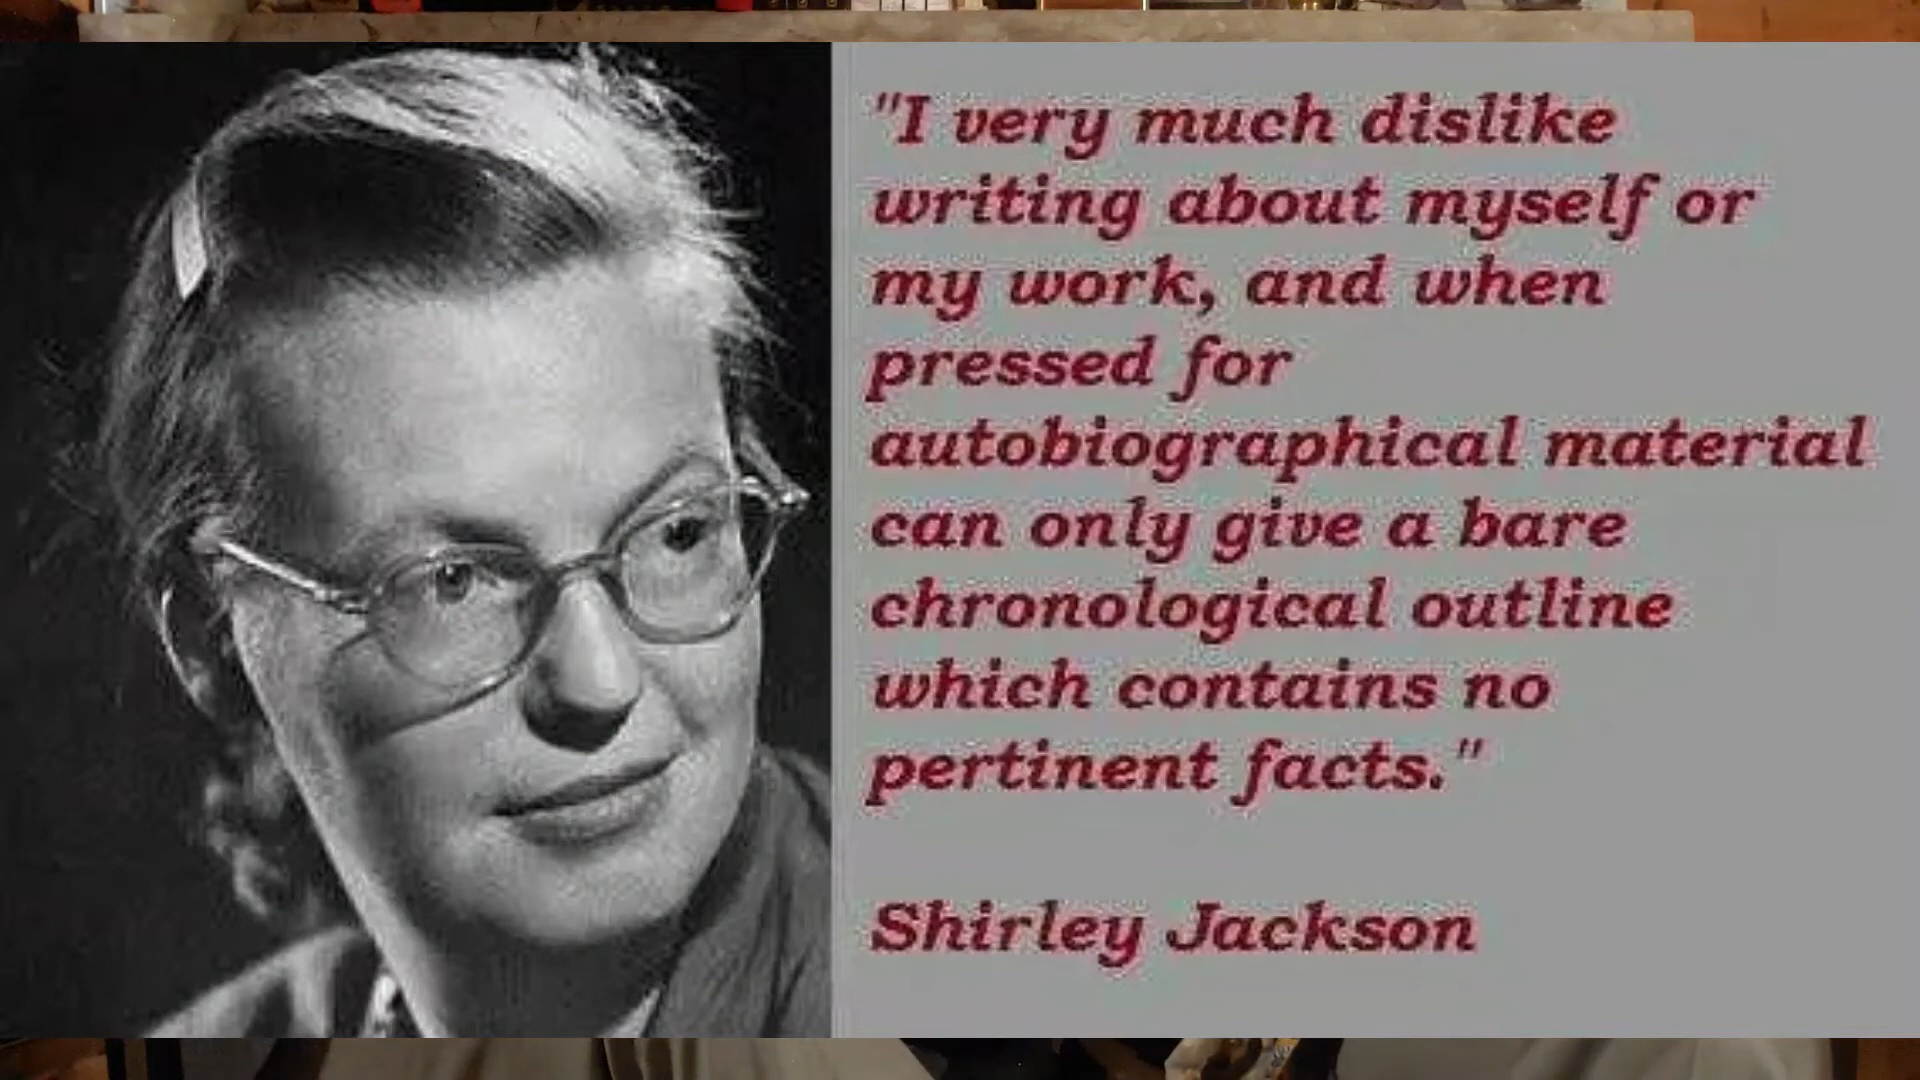 "I very much dislike
writing about myself or
my work, and when
pressed for
autobiographical material
can only give a bare
chronological outline
which contains no
pertinent facts."
Shirley Jackson